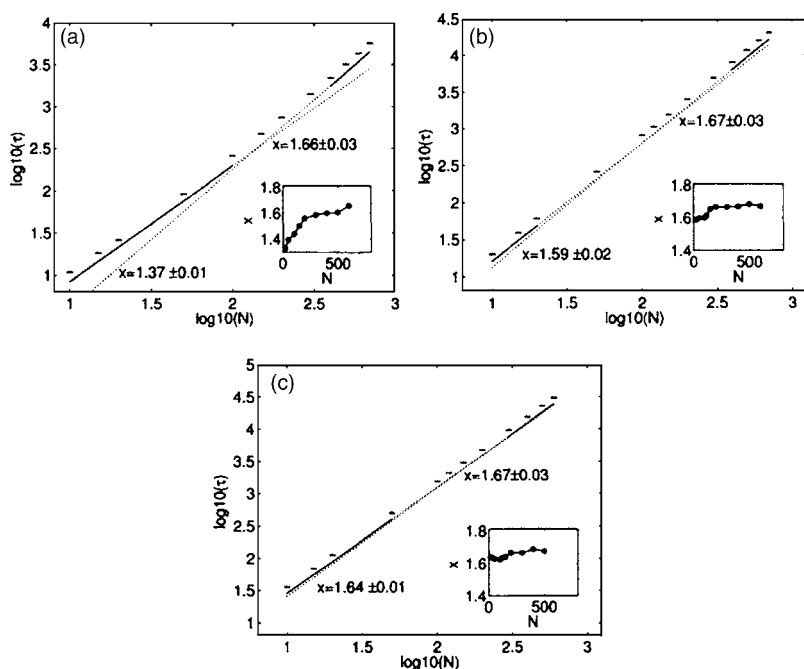 (a)
4
3.5
3
2.5
2
1.5
1
log10(τ)
x=1.66±0.03
x=1.37 ±0.01
1.8
1.6
1.4
x
0 500
N
1 1.5 2 2.5 3
log10(N)
(b)
4.5
4
3.5
3
2.5
2
1.5
1
log10(τ)
x=1.67±0.03
x=1.59 ±0.02
1.8
1.6
1.4
x
0 500
N
1 1.5 2 2.5 3
log10(N)
(c)
5
4.5
4
3.5
3
2.5
2
1.5
1
log10(τ)
x=1.67±0.03
x=1.64 ±0.01
1.8
1.6
1.4
x
0 500
N
1 1.5 2 2.5 3
log10(N)